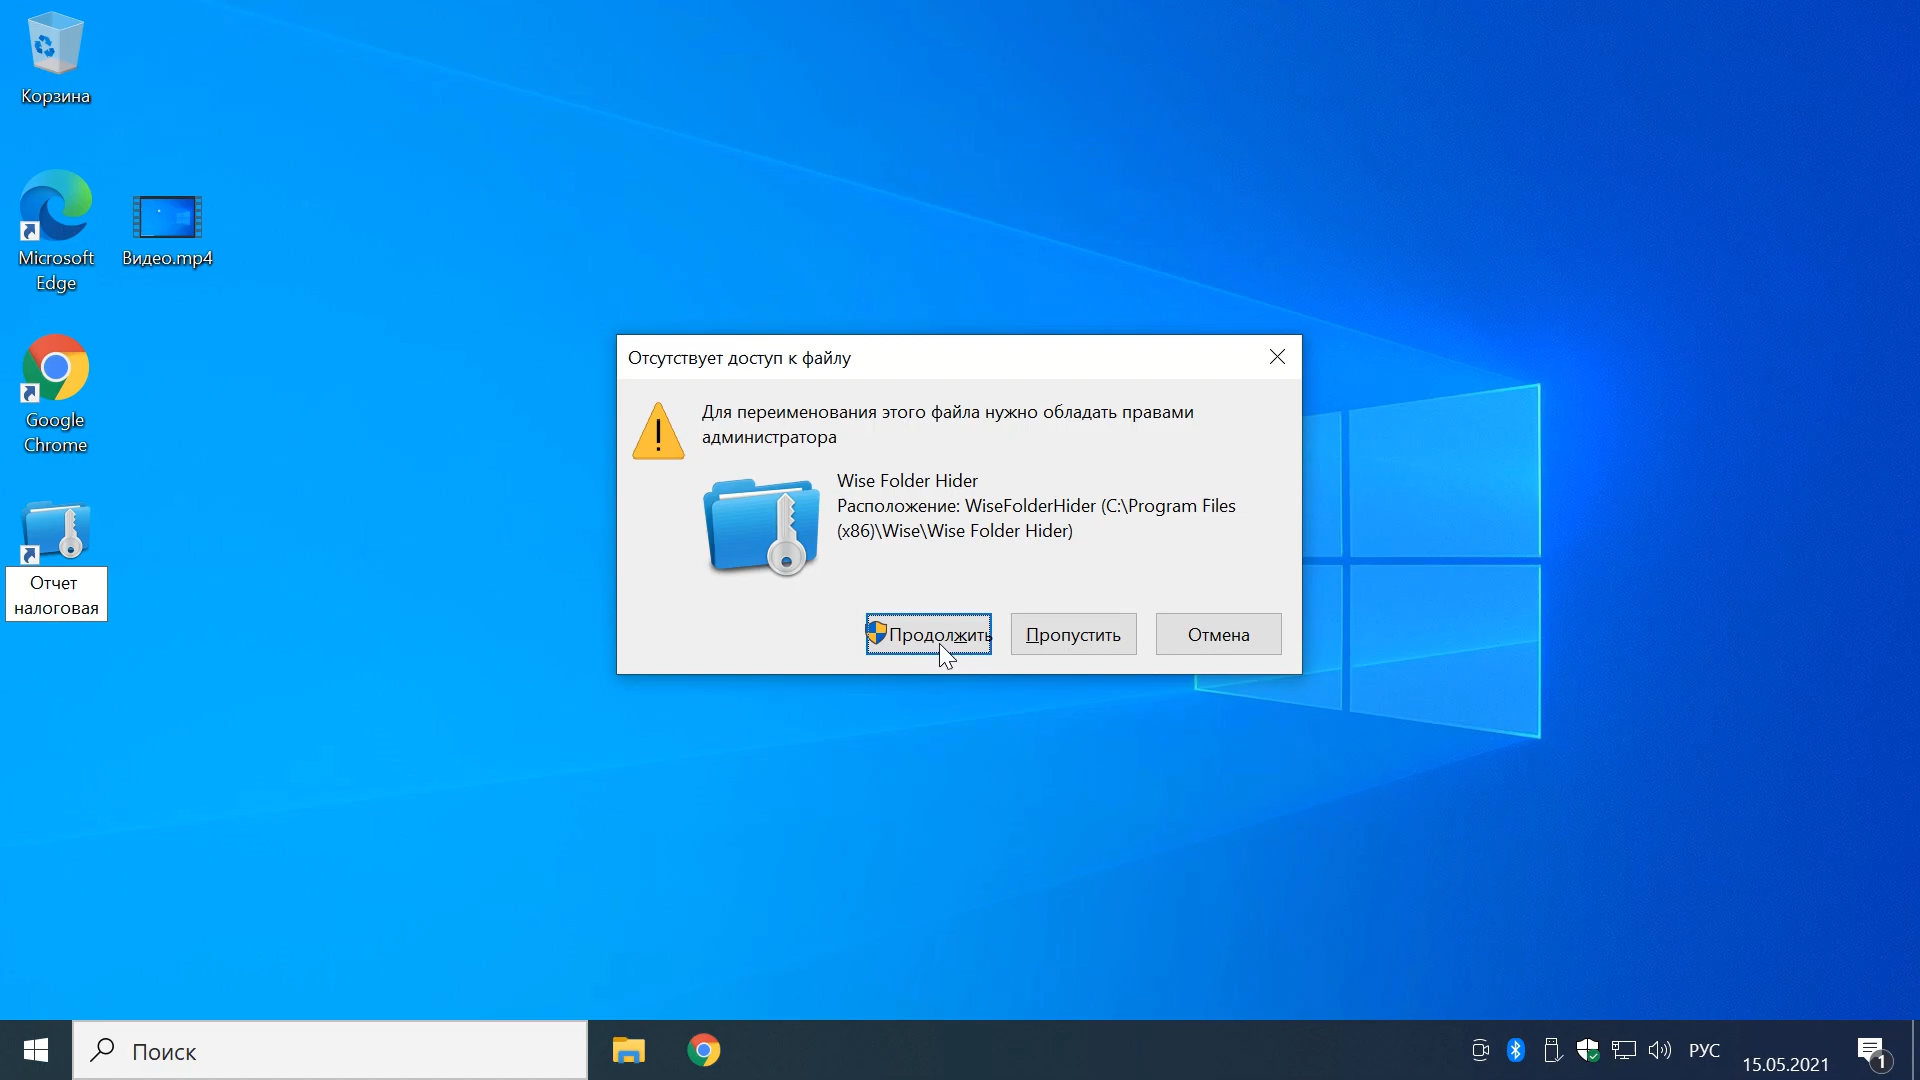 Корзина
Microsoft
Edge
Видео.mp4
Google
Chrome
Отчет
налоговая
Отсутствует доступ к файлу
Для переименования этого файла нужно обладать правами
администратора
Wise Folder Hider
Расположение: WiseFolderHider (C:\Program Files
(x86)\Wise\Wise Folder Hider)
Продолжить
Пропустить
Отмена
Поиск
РУС
15.05.2021
1